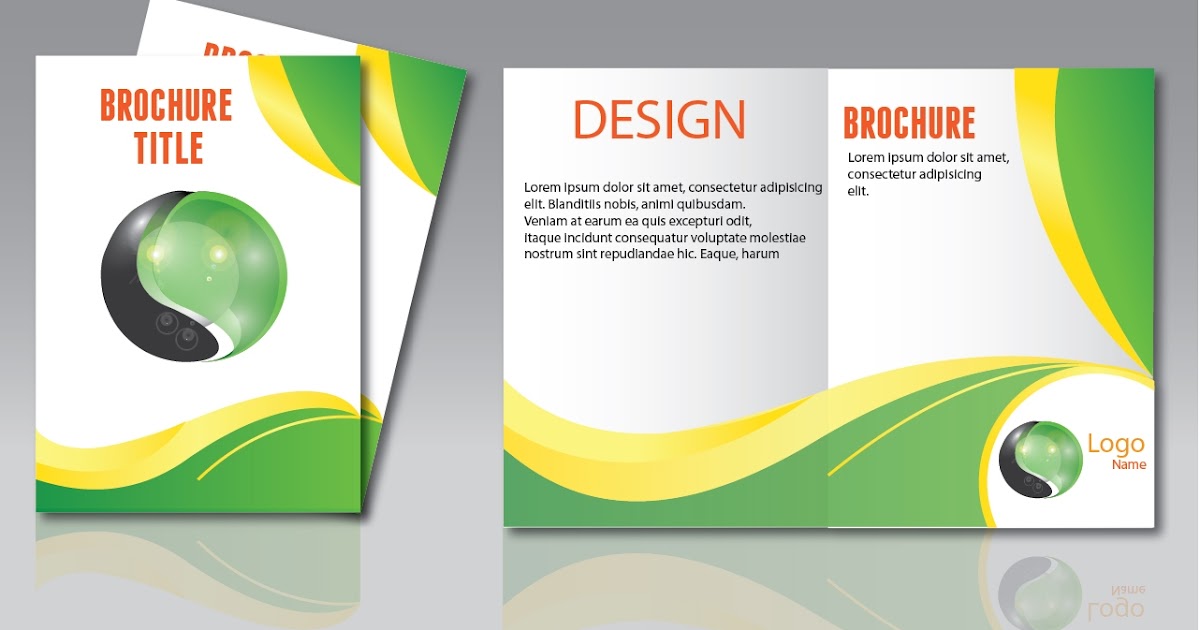 BROCHURE
TITLE
DESIGN
Lorem ipsum dolor sit amet, consectetur adipisicing
elit. Blanditiis nobis, animi quibusdam.
Veniam at earum ea quis excepturi odit,
itaque incidunt consequatur voluptate molestiae
nostrum sint repudiandae hic. Eaque, harum
BROCHURE
Lorem ipsum dolor sit amet,
consectetur adipisicing
elit.
Logo
Name